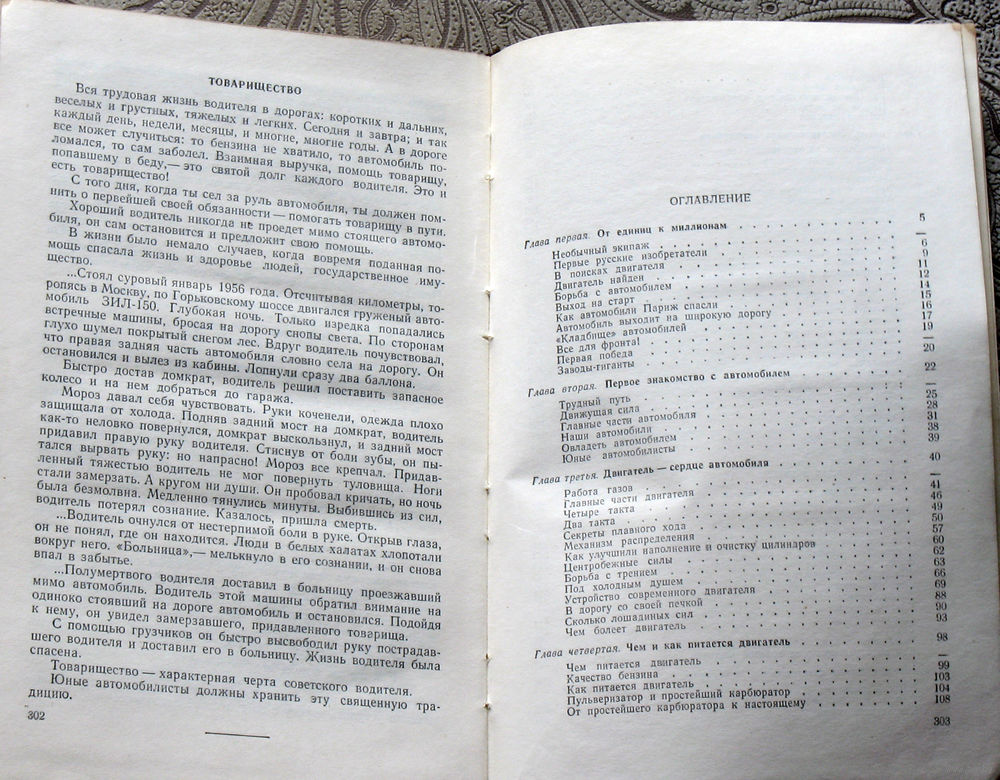 ТОВАРИЩЕСТВО
Вся трудовая жизнь водителя в дорогах: коротких и дальних,
веселых и грустных, тяжелых и легких. Сегодня и завтра; и так
каждый день, недели, месяцы, и многие, многие годы. А в дороге
все может случиться: то бензина не хватило, то автомобиль по-
ломался, то сам заболел. Взаимная выручка, помощь товарищу,
попавшему в беду,— это святой долг каждого водителя. Это и
есть товарищество!
С того дня, когда ты сел за руль автомобиля, ты должен пом-
нить о первейшей своей обязанности — помогать товарищу в пути.
Хороший водитель никогда не проедет мимо стоящего автомо-
биля, он сам остановится и предложит свою помощь.
В жизни было немало случаев, когда вовремя поданная по-
мощь спасала жизнь и здоровье людей, государственное иму-
щество.
...Стоял суровый январь 1956 года. Отсчитывая километры, то-
ропясь в Москву, по Горьковскому шоссе двигался груженый авто-
мобиль ЗИЛ-150. Глубокая ночь. Только изредка попадались
встречные машины, бросая на дорогу снопы света. По сторонам
глухо шумел покрытый снегом лес. Вдруг водитель почувствовал,
что правая задняя часть автомобиля словно села на дорогу. Он
остановился и вылез из кабины. Лопнули сразу два баллона.
Быстро достав домкрат, водитель решил поставить запасное
колесо и на нем добраться до гаража.
Мороз давал себя чувствовать. Руки коченели, одежда плохо
защищала от холода. Подняв задний мост на домкрат, водитель
как-то неловко повернулся, домкрат выскользнул, и задний мост
придавил правую руку водителя. Стиснув от боли зубы, он пы-
тался вырвать руку: но напрасно! Мороз все крепчал. Придав-
ленный тяжестью водитель не мог повернуть туловища. Ноги
стали замерзать. А кругом ни души. Он пробовал кричать, но ночь
была безмолвна. Медленно тянулись минуты. Выбившись из сил,
водитель потерял сознание. Казалось, пришла смерть.
...Водитель очнулся от нестерпимой боли в руке. Открыв глаза,
он не понял, где он находится. Люди в белых халатах хлопотали
вокруг него. «Больница»,— мелькнуло в его сознании, и он снова
впал в забытье.
...Полумертвого водителя доставил в больницу проезжавший
мимо автомобиль. Водитель этой машины обратил внимание на
одиноко стоявший на дороге автомобиль и остановился. Подойдя
к нему, он увидел замерзавшего, придавленного товарища.
С помощью грузчиков он быстро высвободил руку пострадав-
шего водителя и доставил его в больницу. Жизнь водителя была
спасена.
Товарищество — характерная черта советского водителя.
Юные автомобилисты должны хранить эту священную тра-
дицию.
302
ОГЛАВЛЕНИЕ
Глава первая. От единиц к миллионам 5
Необычный экипаж —
Первые русские изобретатели 6
В поисках двигателя 9
Двигатель найден 11
Борьба с автомобилем 12
Выход на старт 14
Как автомобили Париж спасли 15
Автомобиль выходит на широкую дорогу 16
«Кладбище» автомобилей 17
Все для фронта! 19
Первая победа —
Заводы-гиганты 20
Глава вторая. Первое знакомство с автомобилем 22
Трудный путь —
Движущая сила 25
Главные части автомобиля 28
Наши автомобили 31
Овладеть автомобилем 38
Юные автомобилисты 39
Глава третья. Двигатель — сердце автомобиля 40
Работа газов —
Главные части двигателя 41
Четыре такта 46
Два такта 49
Секреты плавного хода 50
Механизм распределения 57
Как улучшили наполнение и очистку цилиндров 60
Центробежные силы 62
Борьба с трением 63
Под холодным душем 66
Устройство современного двигателя 69
В дорогу со своей печкой 88
Сколько лошадиных сил 90
Чем болеет двигатель 93
Глава четвертая. Чем и как питается двигатель 98
Чем питается двигатель —
Качество бензина 99
Как питается двигатель 103
Пульверизатор и простейший карбюратор 104
От простейшего карбюратора к настоящему 108
303